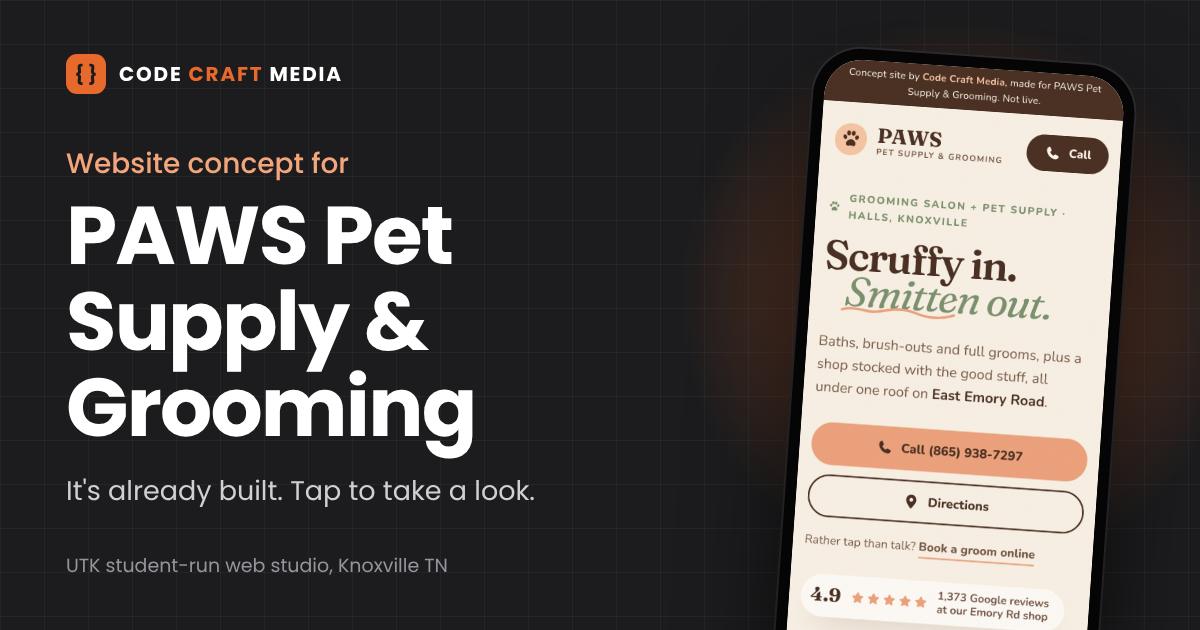 { } CODE CRAFT MEDIA
Website concept for
PAWS Pet
Supply &
Grooming
It's already built. Tap to take a look.
UTK student-run web studio, Knoxville TN
Concept site by Code Craft Media, made for PAWS Pet
Supply & Grooming. Not live.
PAWS
PET SUPPLY & GROOMING
Call
GROOMING SALON + PET SUPPLY ·
HALLS, KNOXVILLE
Scruffy in.
Smitten out.
Baths, brush-outs and full grooms, plus a
shop stocked with the good stuff, all
under one roof on East Emory Road.
Call (865) 938-7297
Directions
Rather tap than talk? Book a groom online
4.9 ★★★★★ 1,373 Google reviews
at our Emory Rd shop